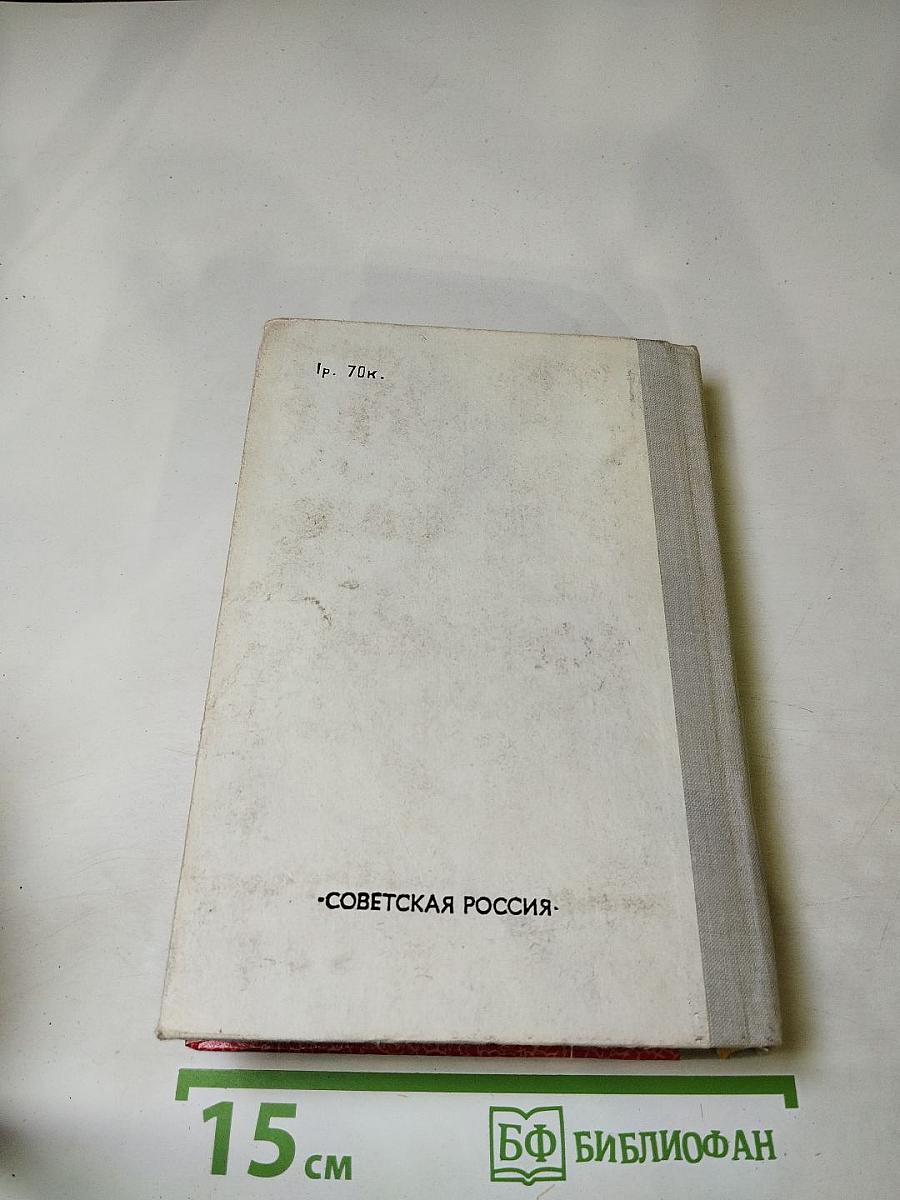 1р. 70к.
·СОВЕТСКАЯ РОССИЯ·
15 см
БФ БИБЛИОФАН